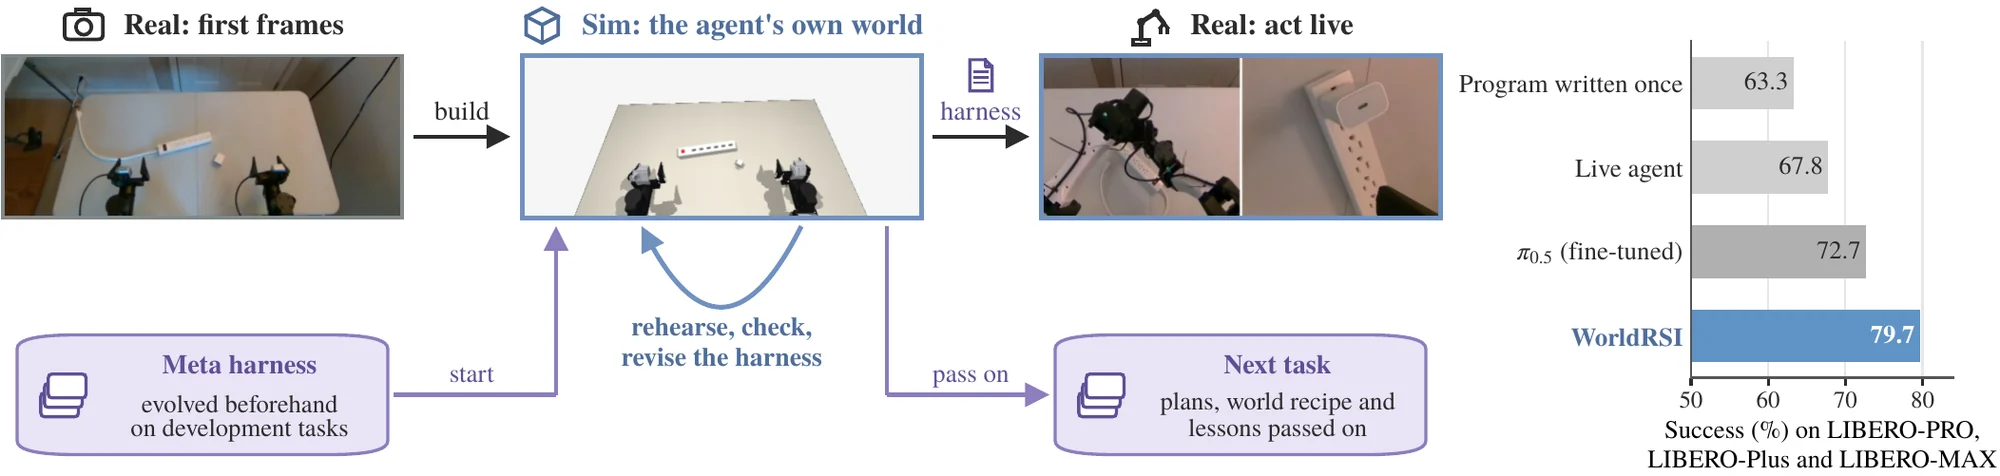 Real: first frames
Sim: the agent's own world
Real: act live
build
harness
rehearse, check,
revise the harness
Meta harness
evolved beforehand
on development tasks
start
pass on
Next task
plans, world recipe and
lessons passed on
Program written once
63.3
Live agent
67.8
π0.5 (fine-tuned)
72.7
WorldRSI
79.7
50 60 70 80
Success (%) on LIBERO-PRO,
LIBERO-Plus and LIBERO-MAX